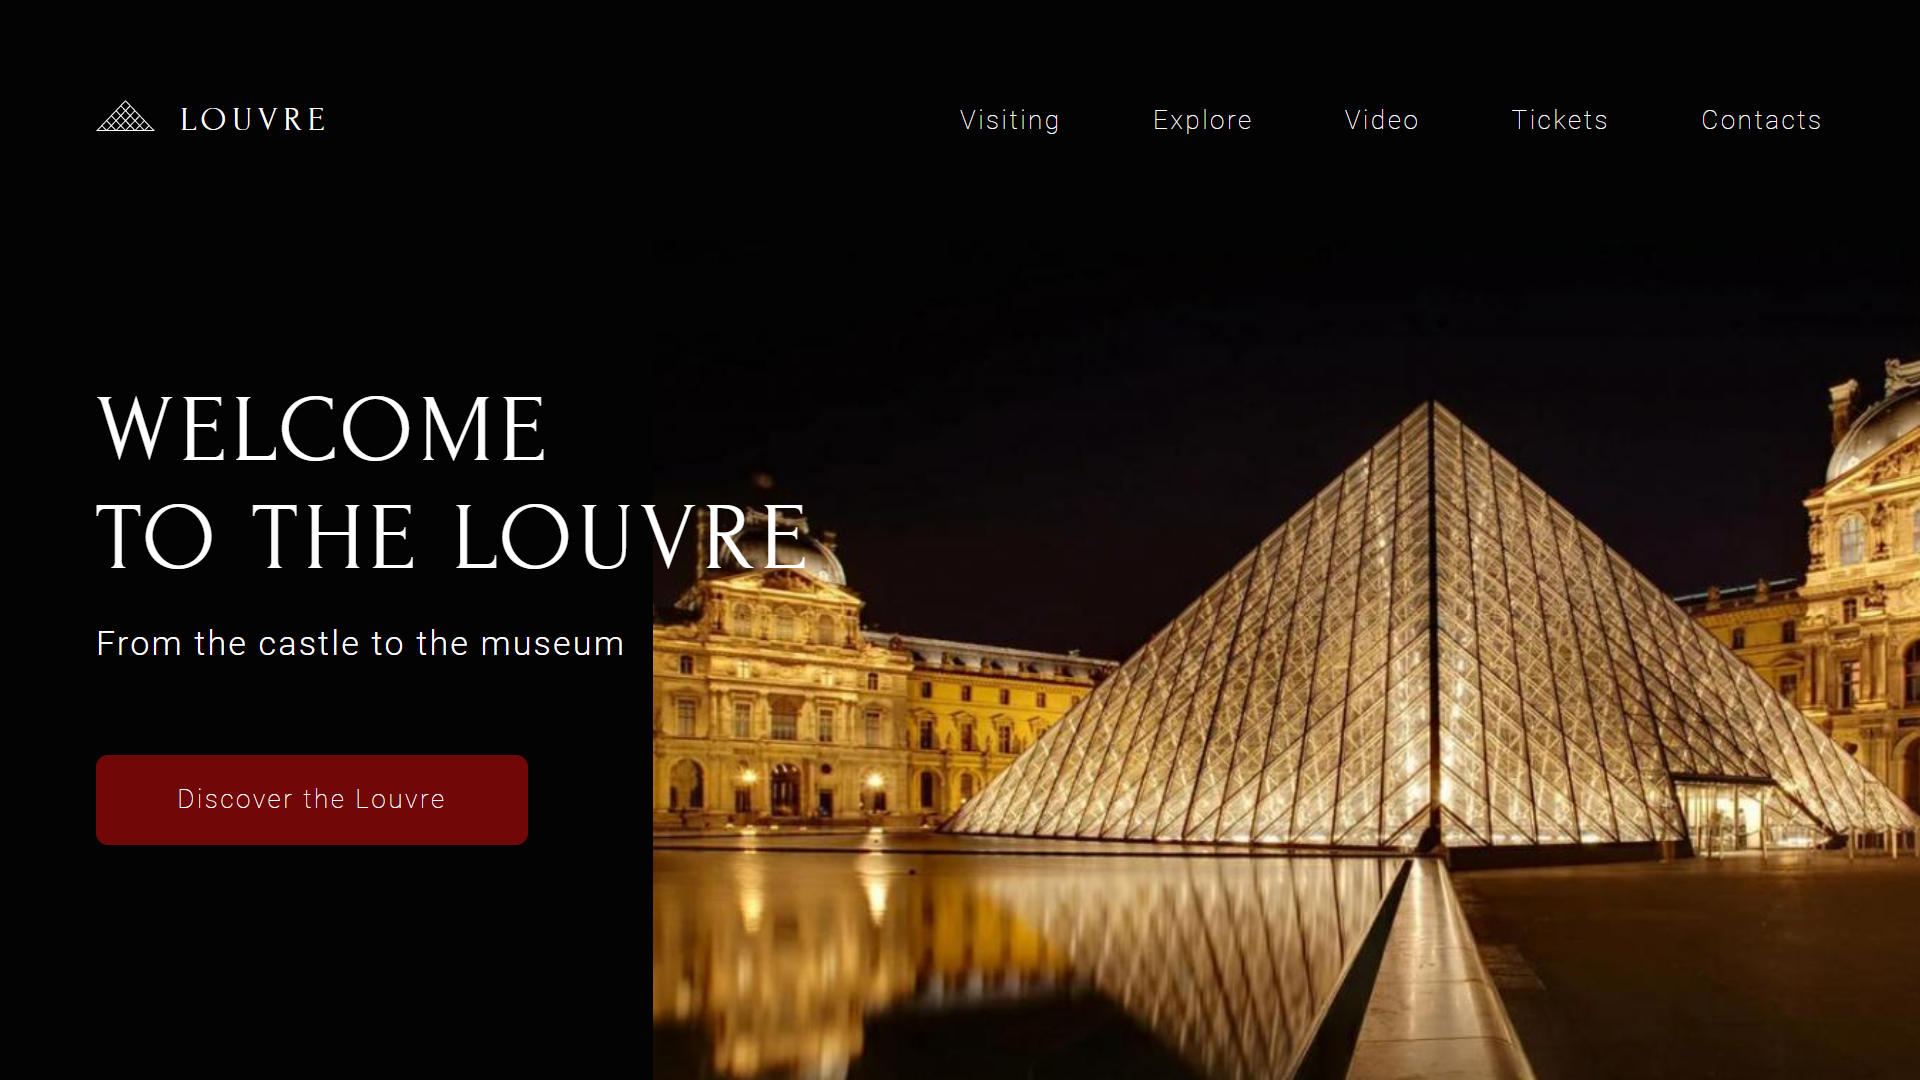 LOUVRE
Visiting Explore Video Tickets Contacts
WELCOME
TO THE LOUVRE
From the castle to the museum
Discover the Louvre